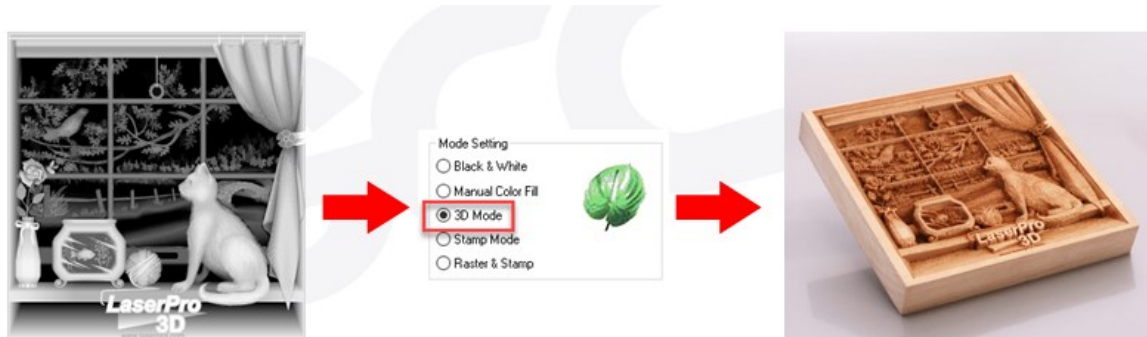 LaserPro
3D
Mode Setting
Black & White
Manual Color Fill
3D Mode
Stamp Mode
Raster & Stamp
LaserPro
3D